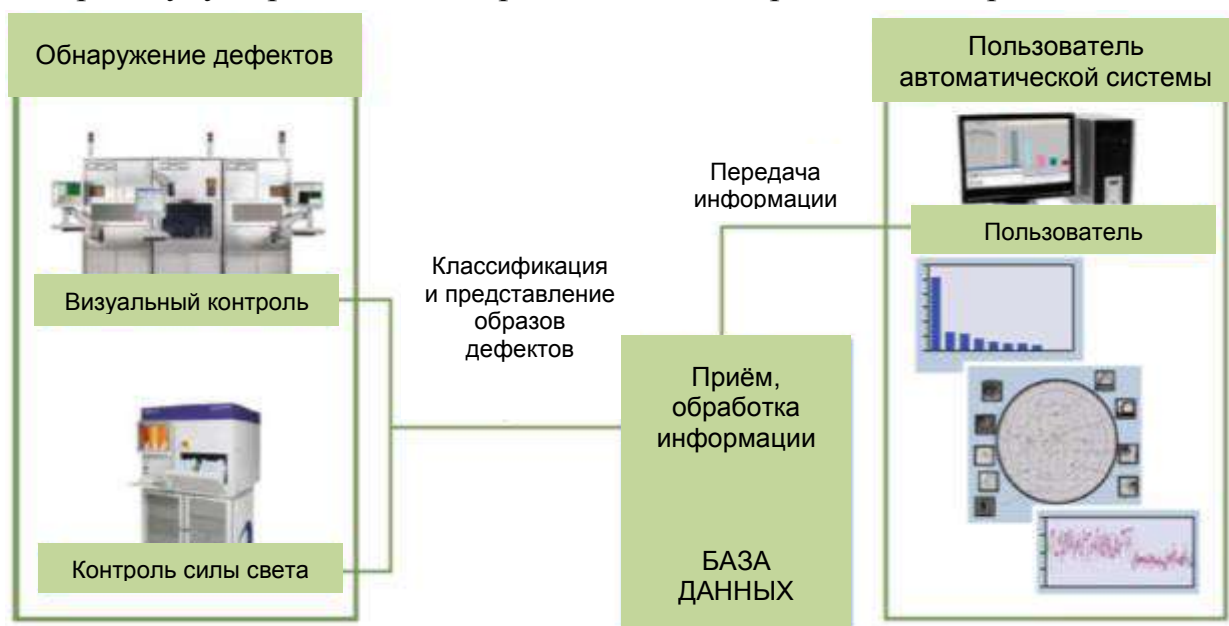 Обнаружение дефектов
Визуальный контроль
Контроль силы света
Классификация
и представление
образов
дефектов
Приём,
обработка
информации
БАЗА
ДАННЫХ
Передача
информации
Пользователь
автоматической системы
Пользователь